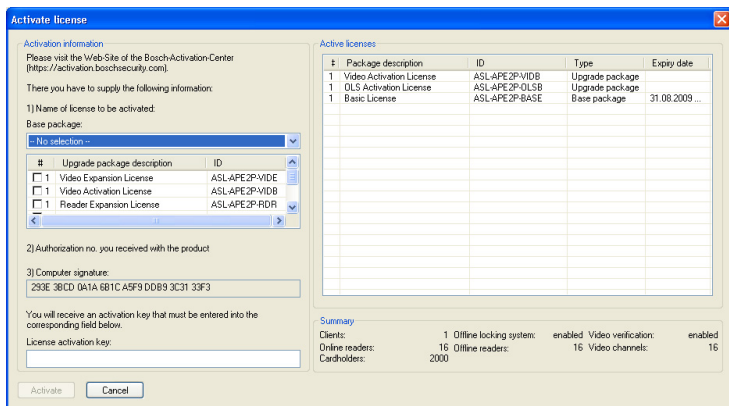 Activate license
Activation information
Please visit the Web-Site of the Bosch-Activation-Center
(https://activation.boschsecurity.com).
There you have to supply the following information:
1) Name of license to be activated:
Base package:
-- No selection --
# Upgrade package description ID
1 Video Expansion License ASL-APE2P-VIDE
1 Video Activation License ASL-APE2P-VIDB
1 Reader Expansion License ASL-APE2P-RDR
2) Authorization no. you received with the product
3) Computer signature:
293E 3BCD 0A1A 6B1C A5F9 DDB9 3C31 33F3
You will receive an activation key that must be entered into the
corresponding field below.
License activation key:
Activate Cancel
Active licenses
# Package description ID Type Expiry date
1 Video Activation License ASL-APE2P-VIDB Upgrade package
1 OLS Activation License ASL-APE2P-OLSB Upgrade package
1 Basic License ASL-APE2P-BASE Base package 31.08.2009 ...
Summary
Clients: 1 Offline locking system: enabled Video verification: enabled
Online readers: 16 Offline readers: 16 Video channels: 16
Cardholders: 2000